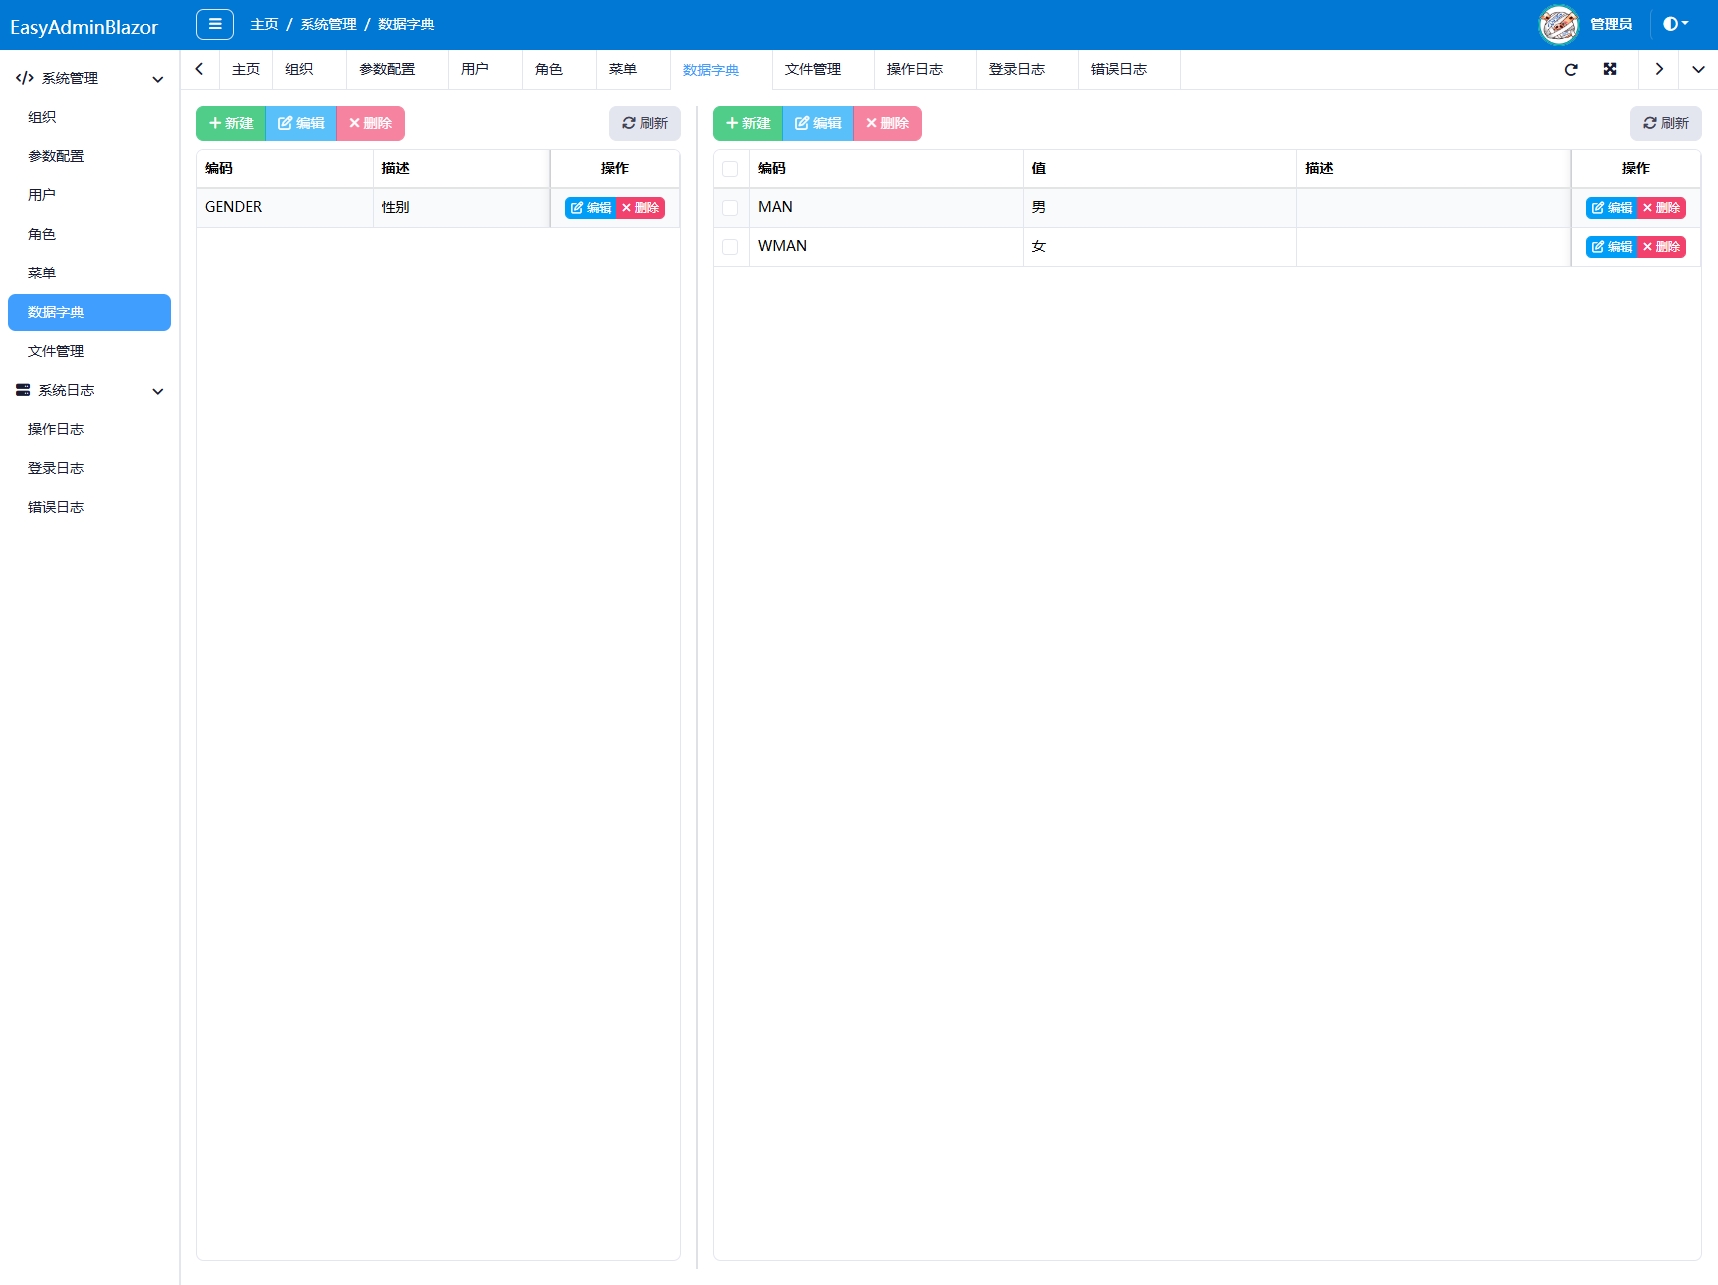 EasyAdminBlazor
主页 / 系统管理 / 数据字典
管理员
系统管理
组织
参数配置
用户
角色
菜单
数据字典
文件管理
系统日志
操作日志
登录日志
错误日志
主页 组织 参数配置 用户 角色 菜单 数据字典 文件管理 操作日志 登录日志 错误日志
新建 编辑 删除 刷新
编码 描述 操作
GENDER 性别 编辑 删除
新建 编辑 删除 刷新
编码 值 描述 操作
MAN 男 编辑 删除
WMAN 女 编辑 删除